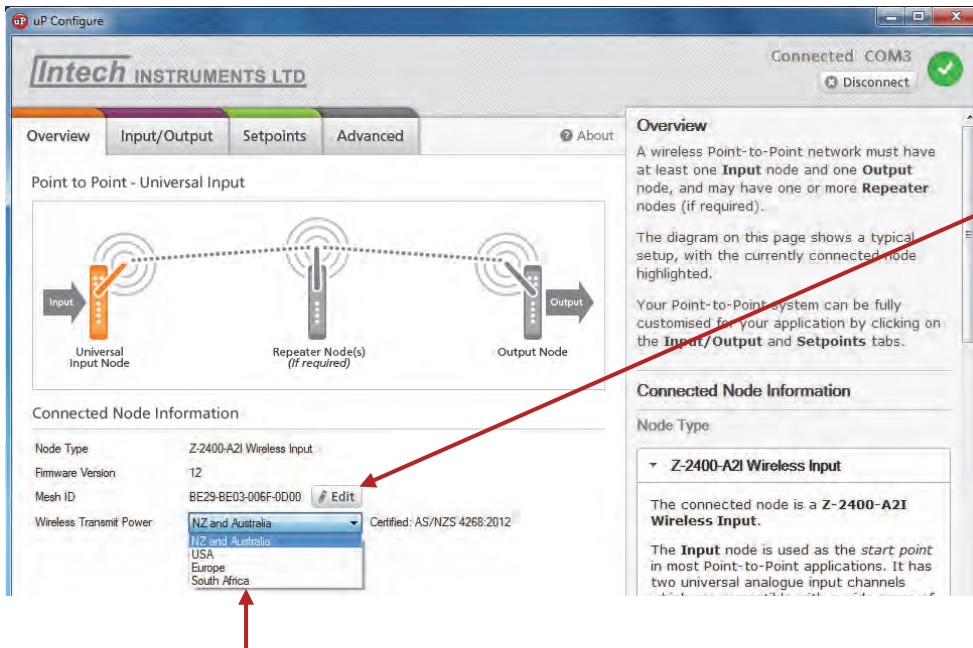 uP uP Configure
Intech INSTRUMENTS LTD
Connected COM3
Disconnect
Overview
Input/Output
Setpoints
Advanced
About
Point to Point - Universal Input
Input
Output
Universal
Input Node
Repeater Node(s)
(If required)
Output Node
Connected Node Information
Node Type Z-2400-A2I Wireless Input
Firmware Version 12
Mesh ID BE29-BE03-006F-0D00 Edit
Wireless Transmit Power NZ and Australia Certified: AS/NZS 4268:2012
NZ and Australia
USA
Europe
South Africa
Overview
A wireless Point-to-Point network must have
at least one Input node and one Output
node, and may have one or more Repeater
nodes (if required).
The diagram on this page shows a typical
setup, with the currently connected node
highlighted.
Your Point-to-Point system can be fully
customised for your application by clicking on
the Input/Output and Setpoints tabs.
Connected Node Information
Node Type
Z-2400-A2I Wireless Input
The connected node is a Z-2400-A2I
Wireless Input.
The Input node is used as the start point
in most Point-to-Point applications. It has
two universal analogue input channels